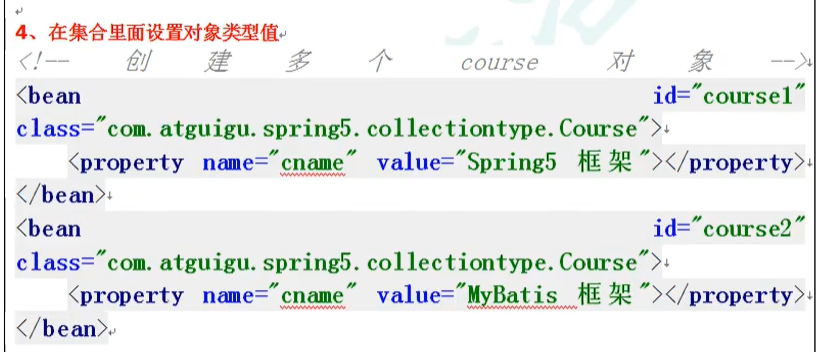 4、在集合里面设置对象类型值
<!-- 创建多个 course 对象 -->
<bean id="course1"
class="com.atguigu.spring5.collectiontype.Course">
<property name="cname" value="Spring5 框架"></property>
</bean>
<bean id="course2"
class="com.atguigu.spring5.collectiontype.Course">
<property name="cname" value="MyBatis 框架"></property>
</bean>